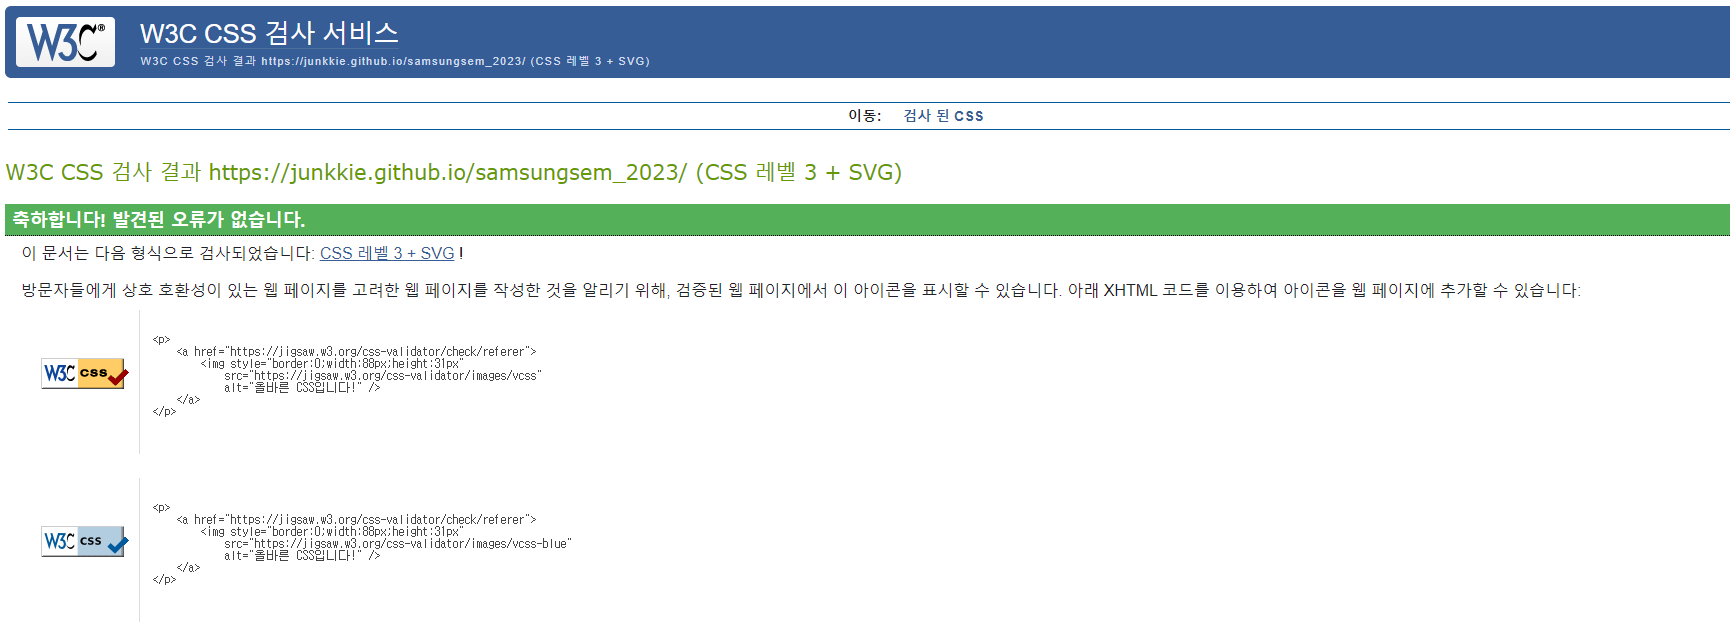 W3C®
W3C CSS 검사 서비스
W3C CSS 검사 결과 https://junkkie.github.io/samsungsem_2023/ (CSS 레벨 3 + SVG)
이동: 검사 된 CSS
W3C CSS 검사 결과 https://junkkie.github.io/samsungsem_2023/ (CSS 레벨 3 + SVG)
축하합니다! 발견된 오류가 없습니다.
이 문서는 다음 형식으로 검사되었습니다: CSS 레벨 3 + SVG !
방문자들에게 상호 호환성이 있는 웹 페이지를 고려한 웹 페이지를 작성한 것을 알리기 위해, 검증된 웹 페이지에서 이 아이콘을 표시할 수 있습니다. 아래 XHTML 코드를 이용하여 아이콘을 웹 페이지에 추가할 수 있습니다:
W3C css
<p>
<a href="https://jigsaw.w3.org/css-validator/check/referer">
<img style="border:0;width:88px;height:31px"
src="https://jigsaw.w3.org/css-validator/images/vcss"
alt="올바른 CSS입니다!" />
</a>
</p>
W3C css
<p>
<a href="https://jigsaw.w3.org/css-validator/check/referer">
<img style="border:0;width:88px;height:31px"
src="https://jigsaw.w3.org/css-validator/images/vcss-blue"
alt="올바른 CSS입니다!" />
</a>
</p>